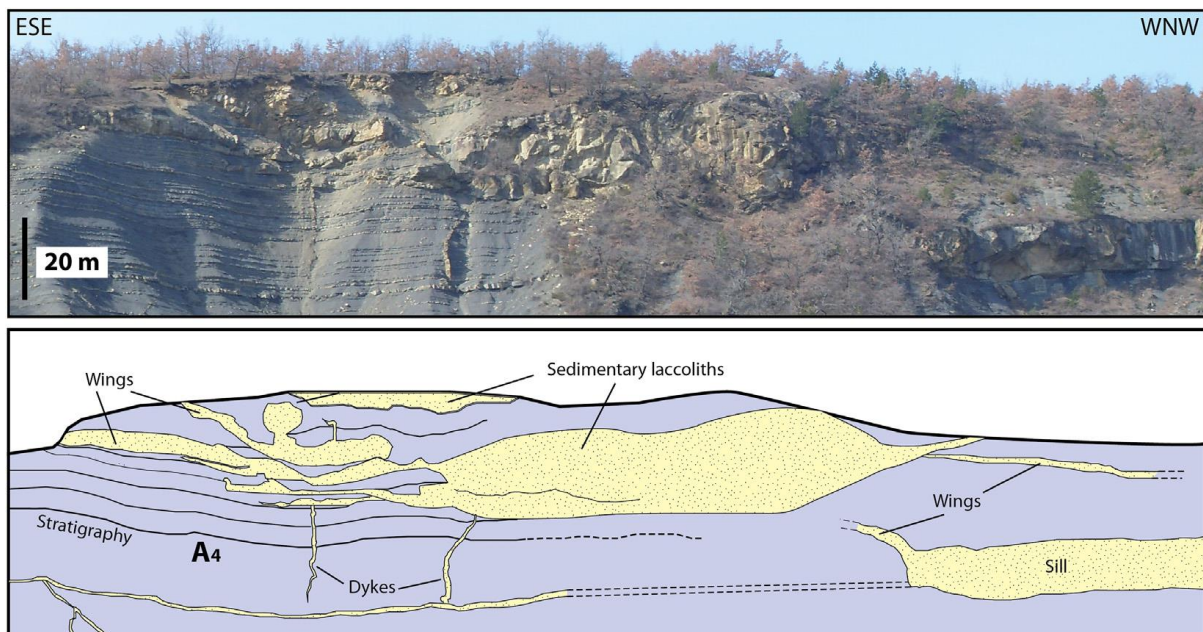 ESE
WNW
20 m
Wings
Sedimentary laccoliths
Wings
Stratigraphy
A4
Dykes
Sill